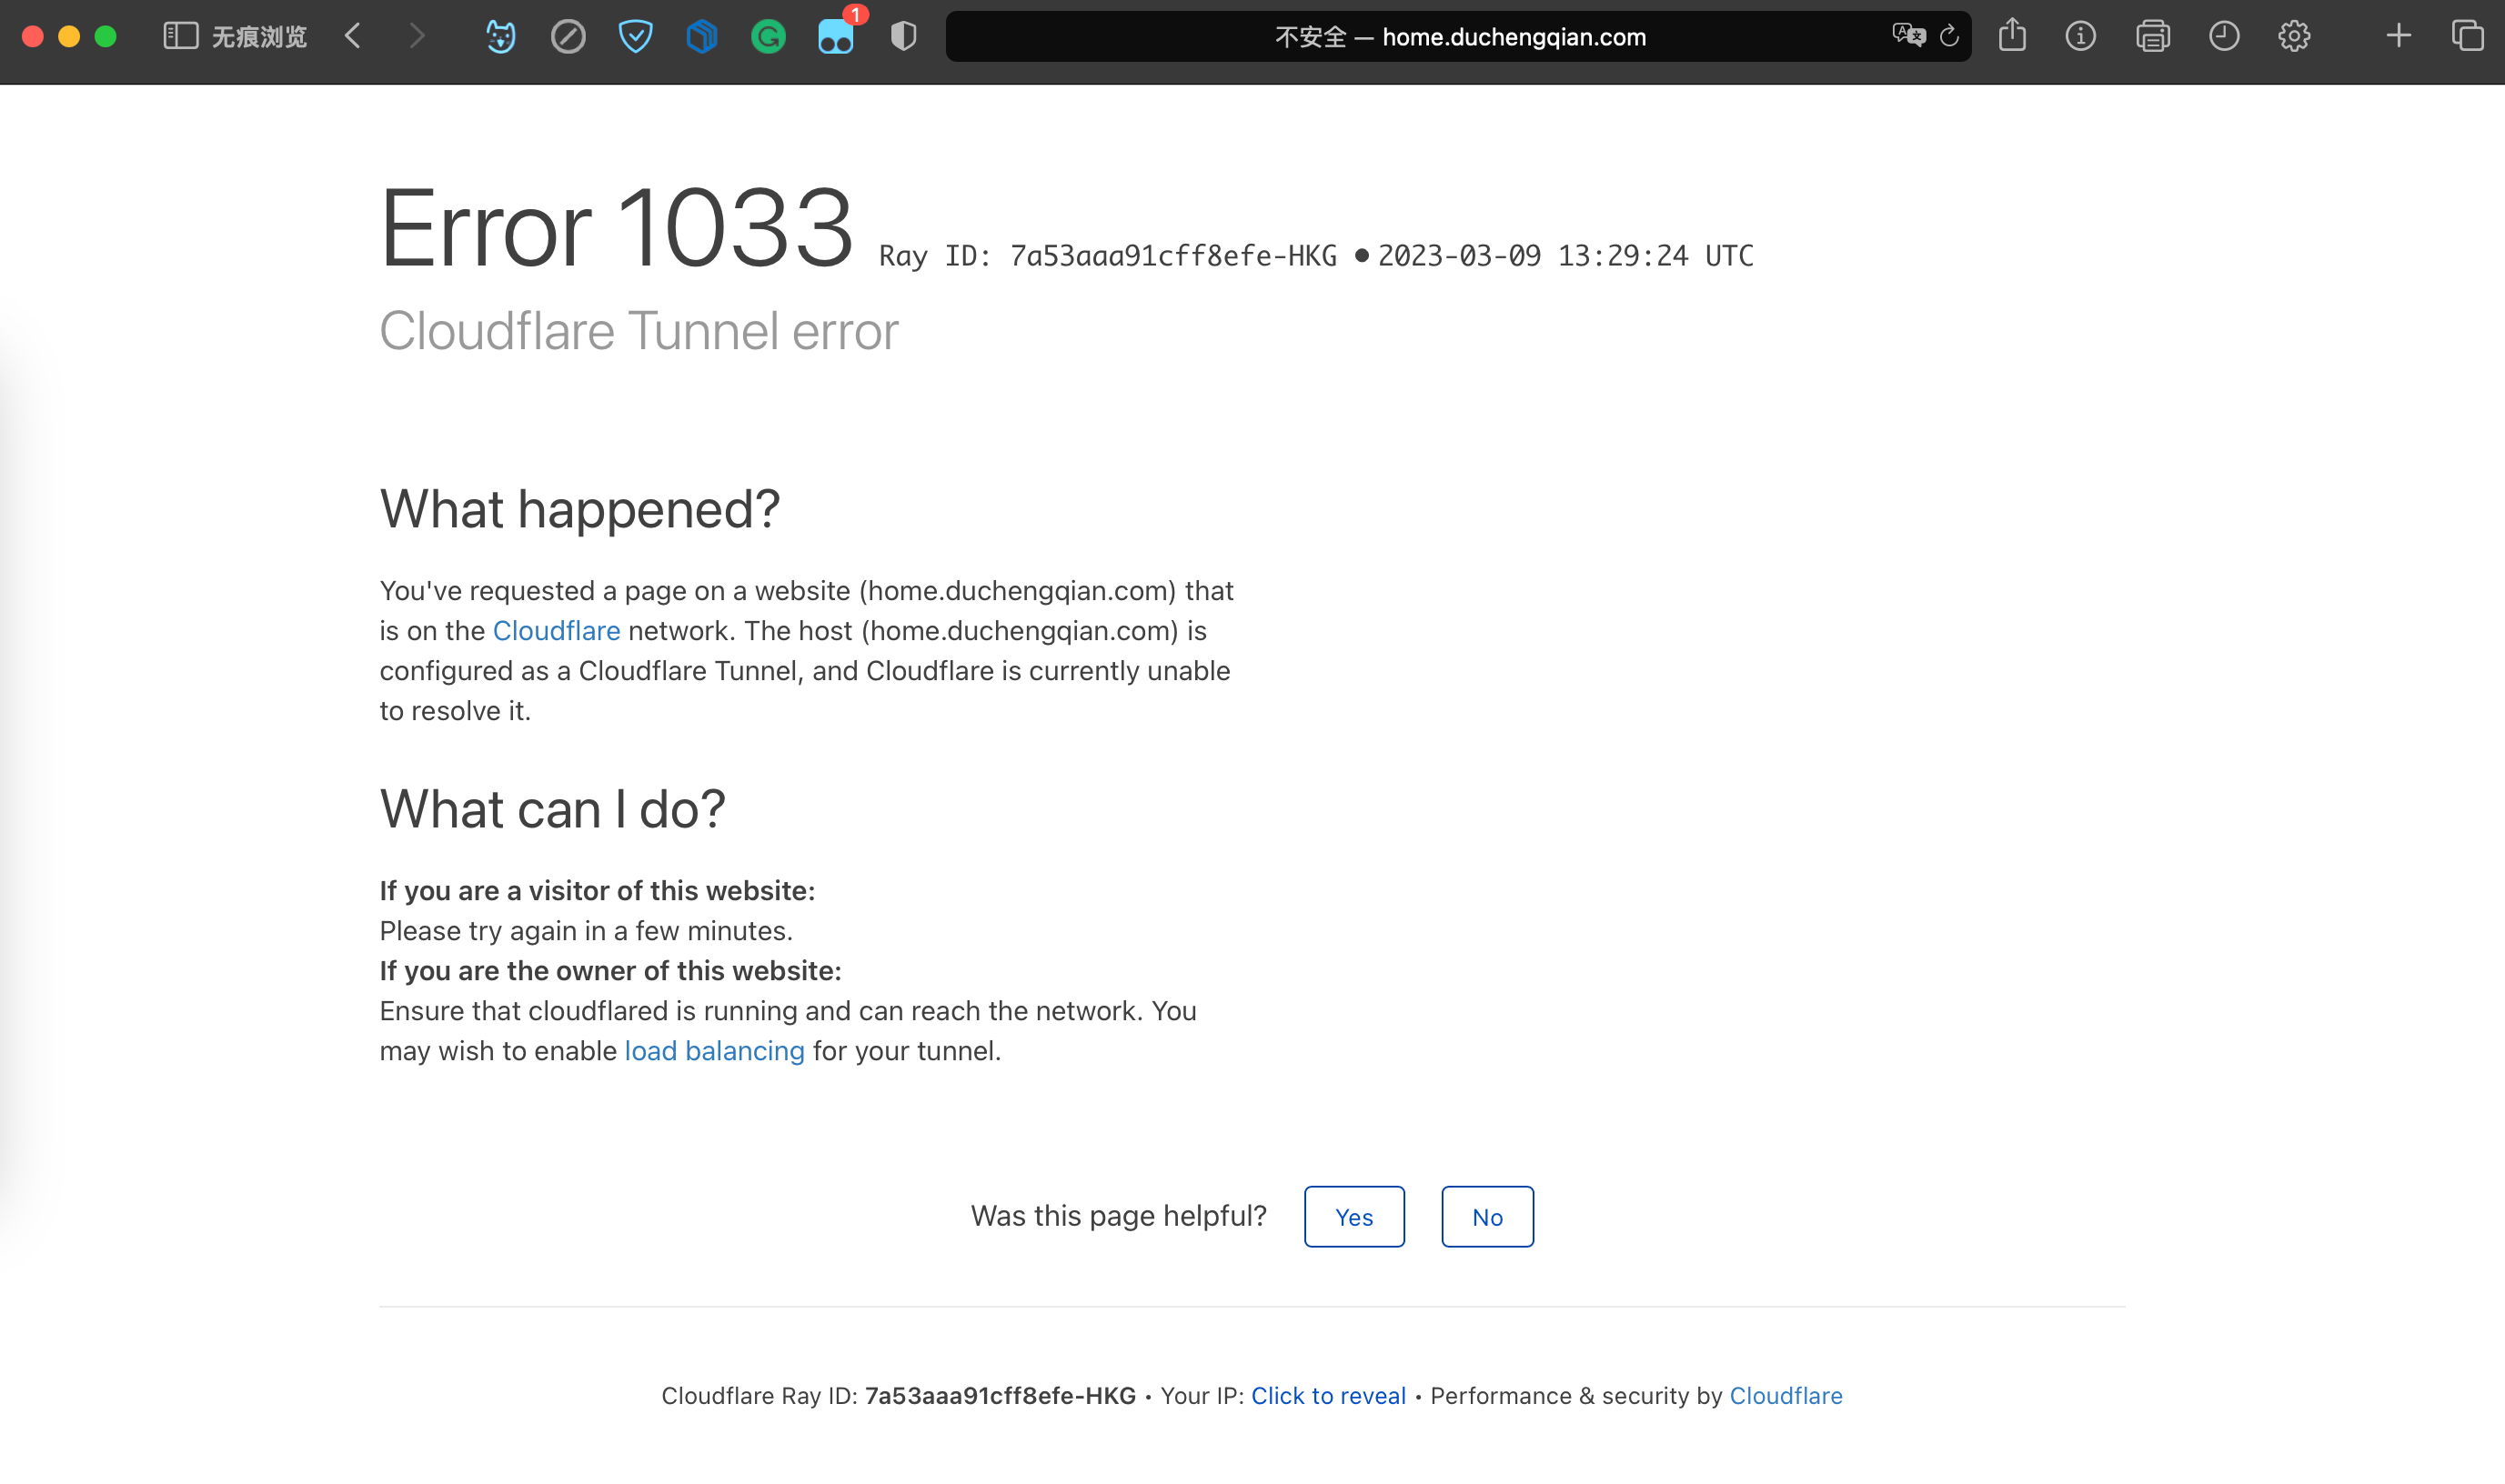 无痕浏览
1
不安全 — home.duchengqian.com
Error 1033 Ray ID: 7a53aaa91cff8efe-HKG • 2023-03-09 13:29:24 UTC
Cloudflare Tunnel error
What happened?
You've requested a page on a website (home.duchengqian.com) that
is on the Cloudflare network. The host (home.duchengqian.com) is
configured as a Cloudflare Tunnel, and Cloudflare is currently unable
to resolve it.
What can I do?
If you are a visitor of this website:
Please try again in a few minutes.
If you are the owner of this website:
Ensure that cloudflared is running and can reach the network. You
may wish to enable load balancing for your tunnel.
Was this page helpful? Yes No
Cloudflare Ray ID: 7a53aaa91cff8efe-HKG • Your IP: Click to reveal • Performance & security by Cloudflare